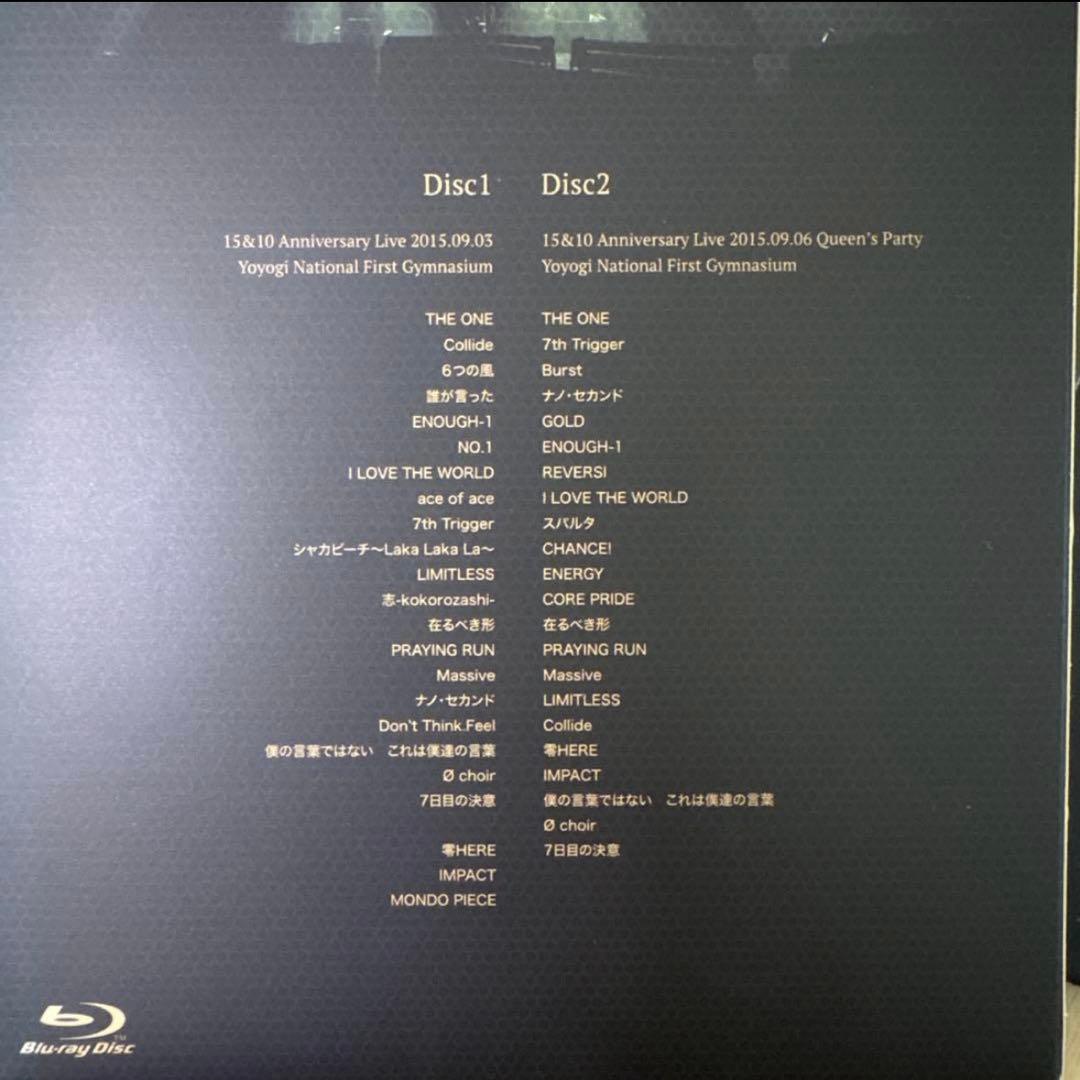 Disc1
15&10 Anniversary Live 2015.09.03
Yoyogi National First Gymnasium
THE ONE
Collide
6つの風
誰が言った
ENOUGH-1
NO.1
I LOVE THE WORLD
ace of ace
7th Trigger
シャカビーチ〜Laka Laka La〜
LIMITLESS
志-kokorozashi-
在るべき形
PRAYING RUN
Massive
ナノ・セカンド
Don't Think.Feel
僕の言葉ではない　これは僕達の言葉
Ø choir
7日目の決意
零HERE
IMPACT
MONDO PIECE
Disc2
15&10 Anniversary Live 2015.09.06 Queen's Party
Yoyogi National First Gymnasium
THE ONE
7th Trigger
Burst
ナノ・セカンド
GOLD
ENOUGH-1
REVERSI
I LOVE THE WORLD
スパルタ
CHANCE!
ENERGY
CORE PRIDE
在るべき形
PRAYING RUN
Massive
LIMITLESS
Collide
零HERE
IMPACT
僕の言葉ではない　これは僕達の言葉
Ø choir
7日目の決意
Blu-ray Disc
TM